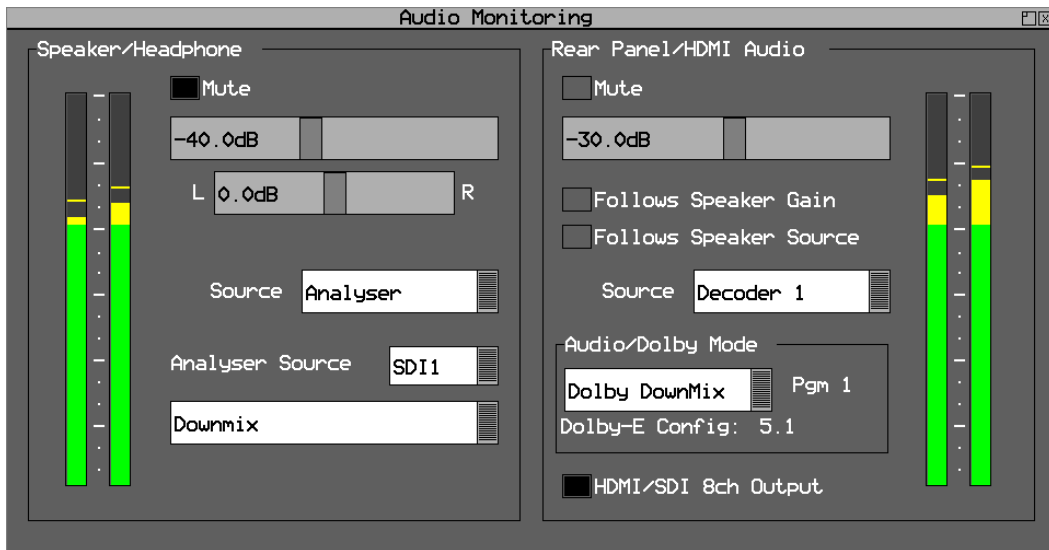 Audio Monitoring
Speaker/Headphone
Mute
-40.0dB
L 0.0dB R
Source Analyser
Analyser Source SDI1
Downmix
Rear Panel/HDMI Audio
Mute
-30.0dB
Follows Speaker Gain
Follows Speaker Source
Source Decoder 1
Audio/Dolby Mode
Dolby DownMix Pgm 1
Dolby-E Config: 5.1
HDMI/SDI 8ch Output